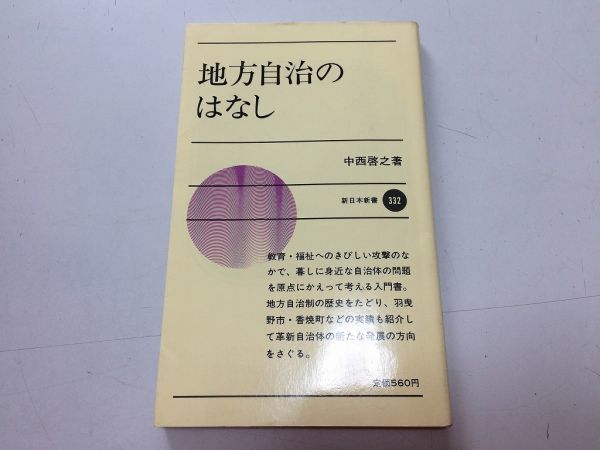 地方自治の
はなし
中西啓之著
新日本新書 332
教育・福祉へのきびしい攻撃のな
かで、暮しに身近な自治体の問題
を原点にかえって考える入門書。
地方自治制の歴史をたどり、羽曳
野市・香焼町などの実績も紹介し
て革新自治体の新たな発展の方向
をさぐる。
定価560円